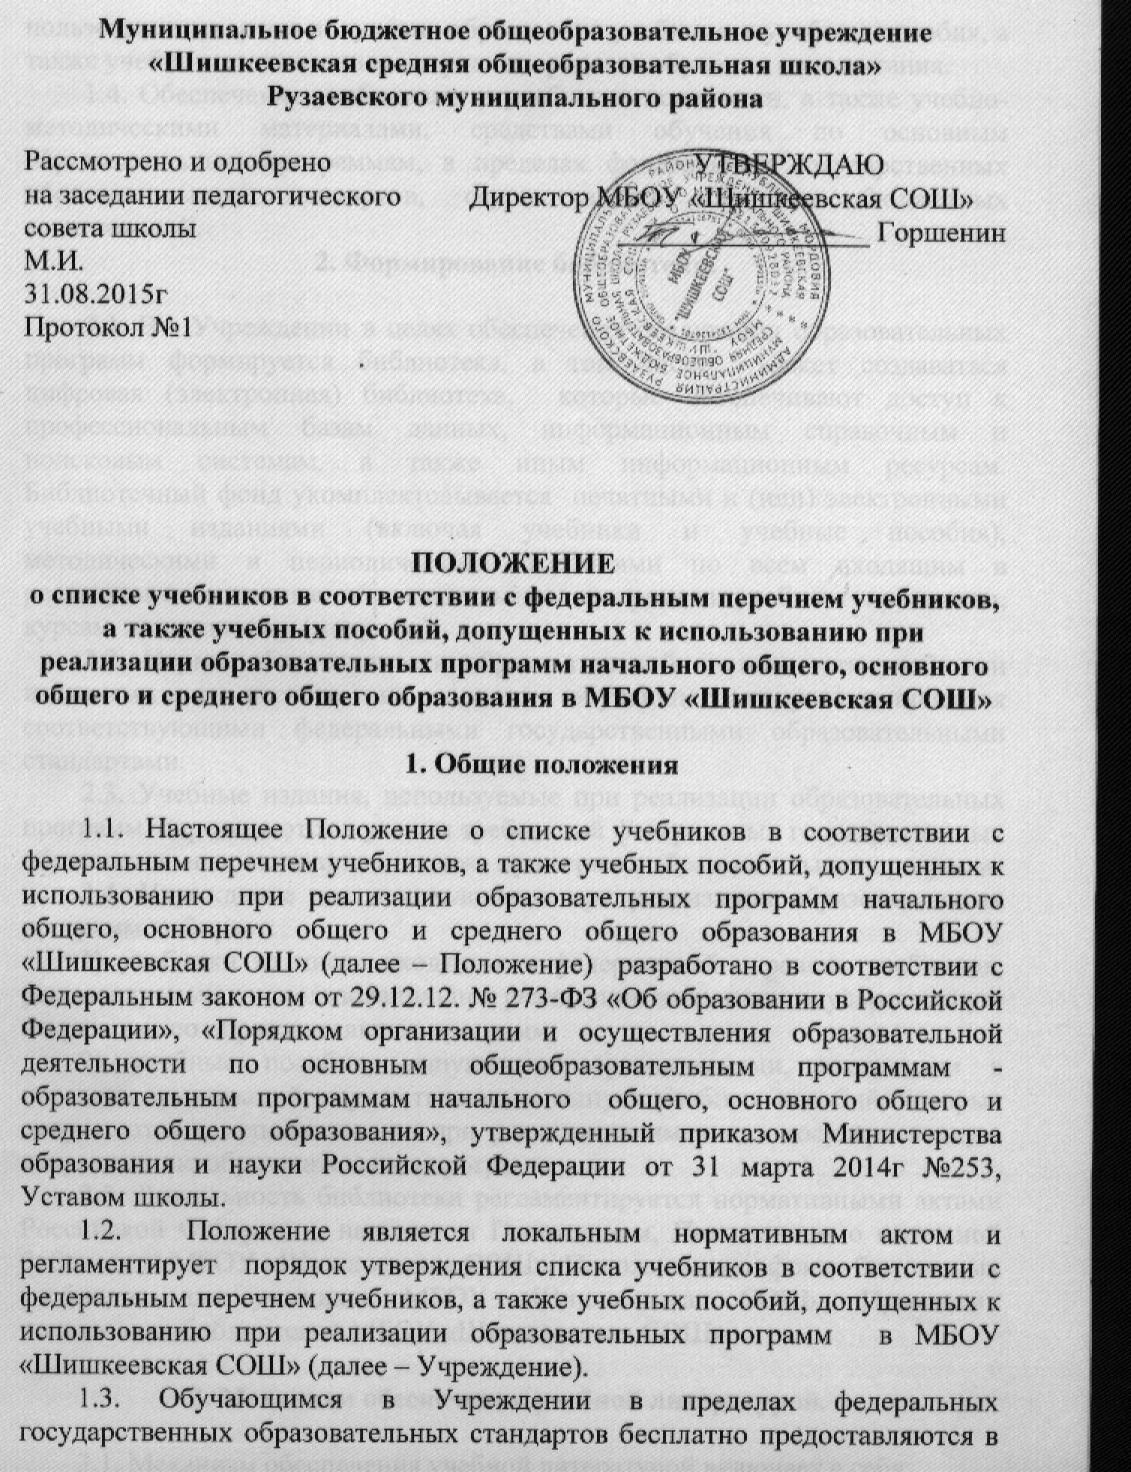 Муниципальное бюджетное общеобразовательное учреждение
«Шишкеевская средняя общеобразовательная школа»
Рузаевского муниципального района
Рассмотрено и одобрено УТВЕРЖДАЮ
на заседании педагогического Директор МБОУ «Шишкеевская СОШ»
совета школы Горшенин
М.И.
31.08.2015г
Протокол №1
МБОУ
"ШИШКЕЕВСКАЯ
СОШ"
ПОЛОЖЕНИЕ
о списке учебников в соответствии с федеральным перечнем учебников,
а также учебных пособий, допущенных к использованию при
реализации образовательных программ начального общего, основного
общего и среднего общего образования в МБОУ «Шишкеевская СОШ»
1. Общие положения
1.1. Настоящее Положение о списке учебников в соответствии с
федеральным перечнем учебников, а также учебных пособий, допущенных к
использованию при реализации образовательных программ начального
общего, основного общего и среднего общего образования в МБОУ
«Шишкеевская СОШ» (далее – Положение) разработано в соответствии с
Федеральным законом от 29.12.12. № 273-ФЗ «Об образовании в Российской
Федерации», «Порядком организации и осуществления образовательной
деятельности по основным общеобразовательным программам -
образовательным программам начального общего, основного общего и
среднего общего образования», утвержденный приказом Министерства
образования и науки Российской Федерации от 31 марта 2014г №253,
Уставом школы.
1.2. Положение является локальным нормативным актом и
регламентирует порядок утверждения списка учебников в соответствии с
федеральным перечнем учебников, а также учебных пособий, допущенных к
использованию при реализации образовательных программ в МБОУ
«Шишкеевская СОШ» (далее – Учреждение).
1.3. Обучающимся в Учреждении в пределах федеральных
государственных образовательных стандартов бесплатно предоставляются в